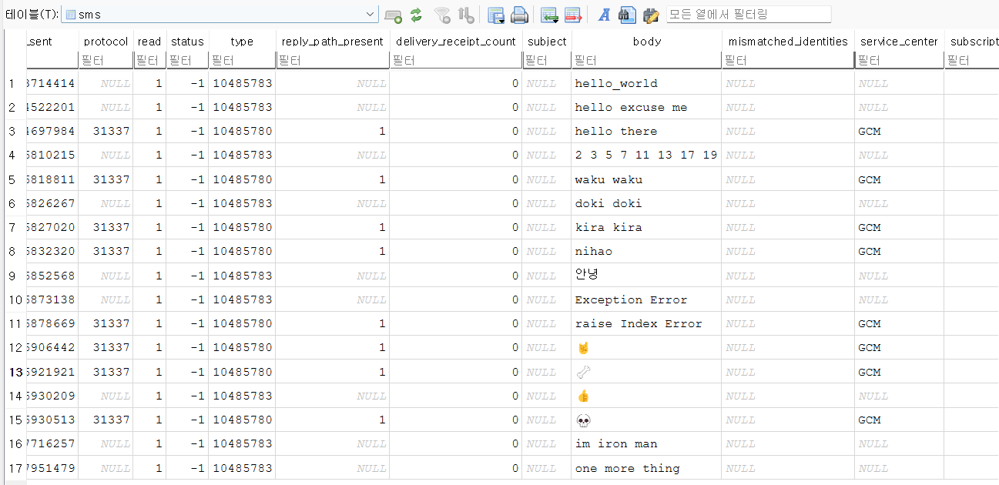 테이블(T): sms 모든 열에서 필터링
_sent protocol read status type reply_path_present delivery_receipt_count subject body mismatched_identities service_center subscript
필터 필터 필터 필터 필터 필터 필터 필터 필터 필터 필터
1 3714414 NULL 1 -1 10485783 NULL 0 NULL hello_world NULL NULL
2 4522201 NULL 1 -1 10485783 NULL 0 NULL hello excuse me NULL NULL
3 4697984 31337 1 -1 10485780 1 0 NULL hello there NULL GCM
4 5810215 NULL 1 -1 10485783 NULL 0 NULL 2 3 5 7 11 13 17 19 NULL NULL
5 5818811 31337 1 -1 10485780 1 0 NULL waku waku NULL GCM
6 5826267 NULL 1 -1 10485783 NULL 0 NULL doki doki NULL NULL
7 5827020 31337 1 -1 10485780 1 0 NULL kira kira NULL GCM
8 5832320 31337 1 -1 10485780 1 0 NULL nihao NULL GCM
9 5852568 NULL 1 -1 10485783 NULL 0 NULL 안녕 NULL NULL
10 5873138 NULL 1 -1 10485783 NULL 0 NULL Exception Error NULL NULL
11 5878669 31337 1 -1 10485780 1 0 NULL raise Index Error NULL GCM
12 5906442 31337 1 -1 10485780 1 0 NULL 🤘 NULL GCM
13 5921921 31337 1 -1 10485780 1 0 NULL 🦴 NULL GCM
14 5930209 NULL 1 -1 10485783 NULL 0 NULL 👍 NULL NULL
15 5930513 31337 1 -1 10485780 1 0 NULL 💀 NULL GCM
16 7716257 NULL 1 -1 10485783 NULL 0 NULL im iron man NULL NULL
17 7951479 NULL 1 -1 10485783 NULL 0 NULL one more thing NULL NULL